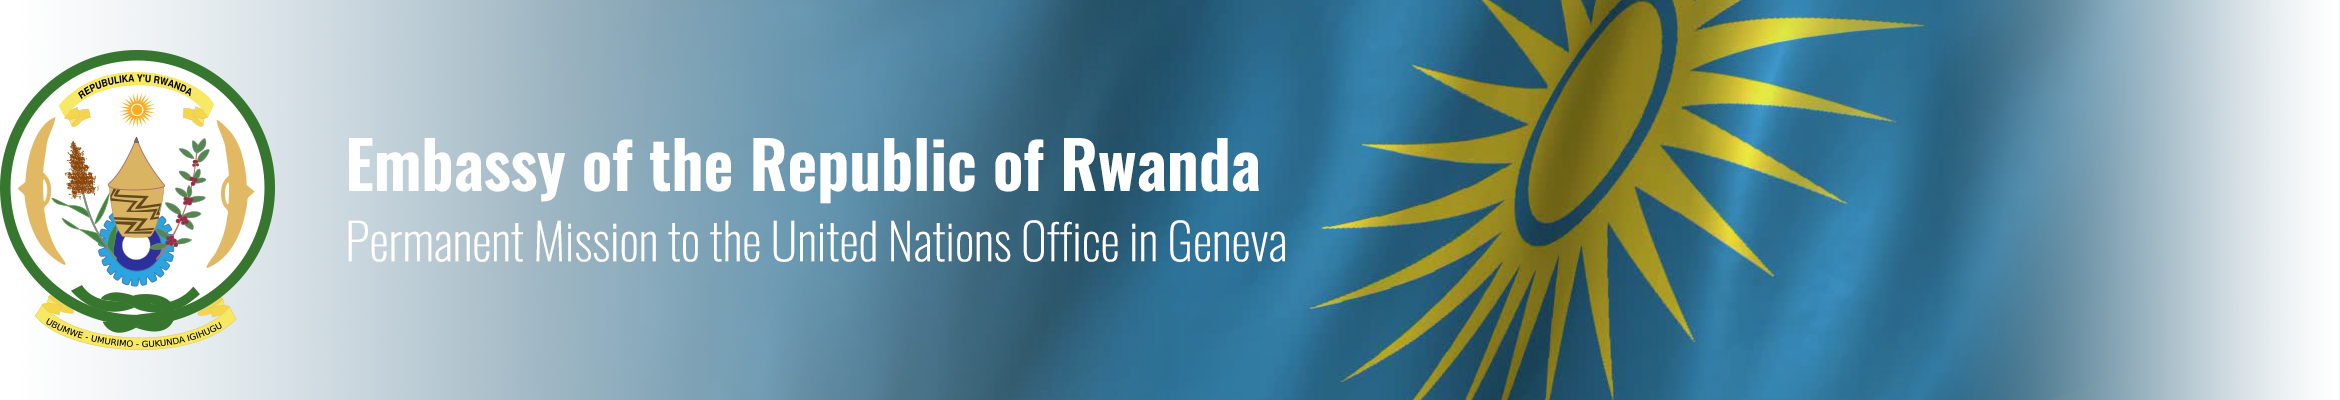 REPUBULIKA Y'U RWANDA
Embassy of the Republic of Rwanda
Permanent Mission to the United Nations Office in Geneva
UBUMWE - UMURIMO - GUKUNDA IGIHUGU